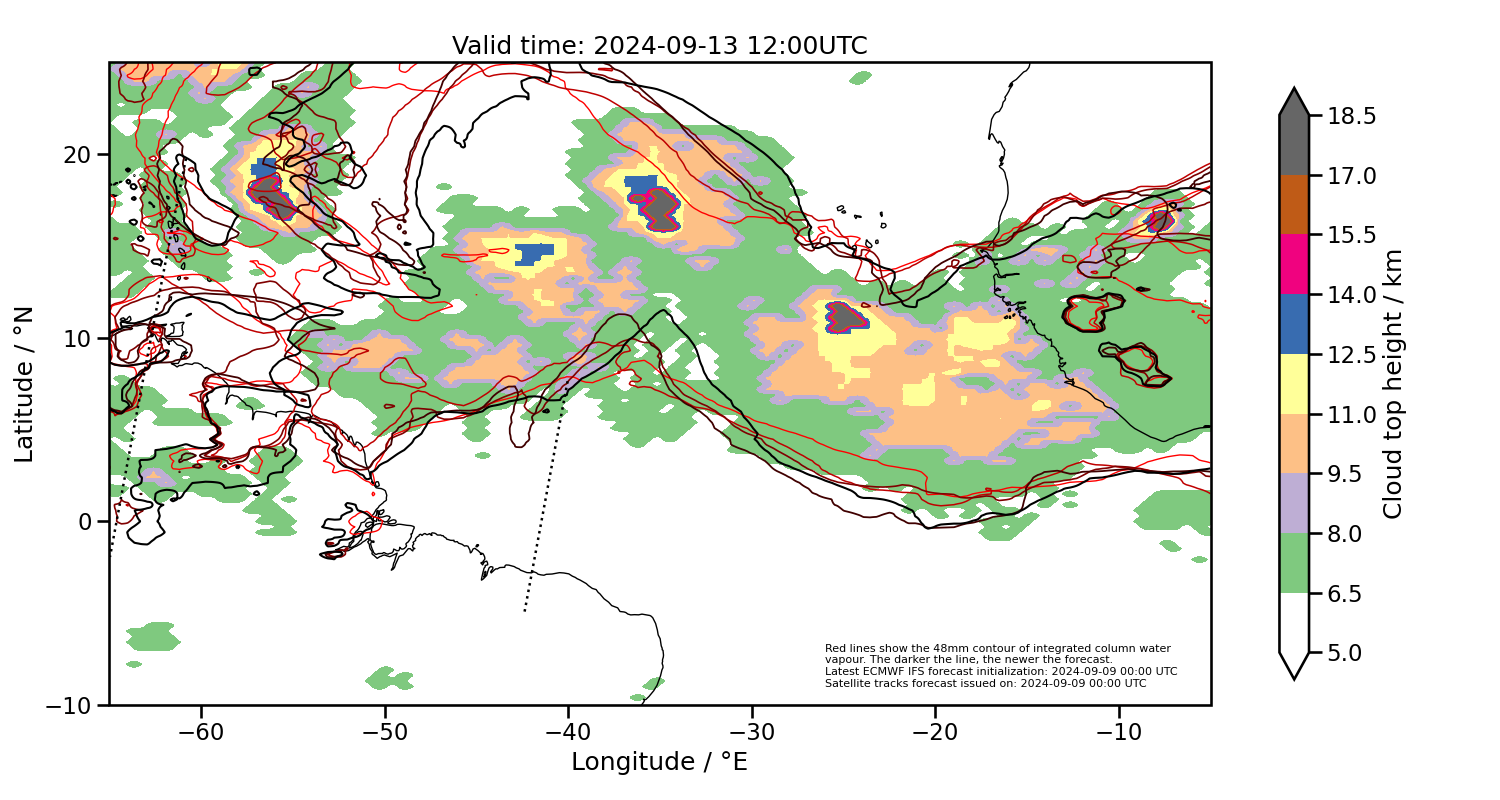 Valid time: 2024-09-13 12:00UTC
20
10
0
−10
Latitude / °N
−60
−50
−40
−30
−20
−10
Longitude / °E
Red lines show the 48mm contour of integrated column water
vapour. The darker the line, the newer the forecast.
Latest ECMWF IFS forecast initialization: 2024-09-09 00:00 UTC
Satellite tracks forecast issued on: 2024-09-09 00:00 UTC
18.5
17.0
15.5
14.0
12.5
11.0
9.5
8.0
6.5
5.0
Cloud top height / km